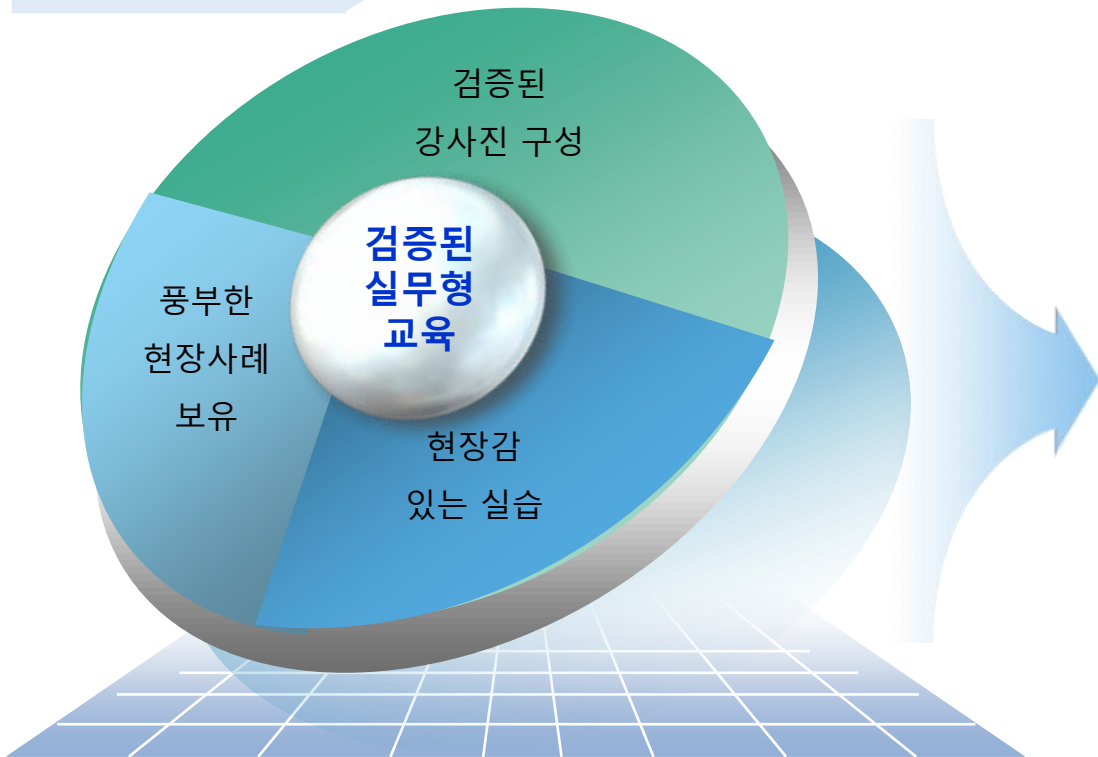 검증된
강사진 구성
검증된
실무형
교육
풍부한
현장사례
보유
현장감
있는 실습